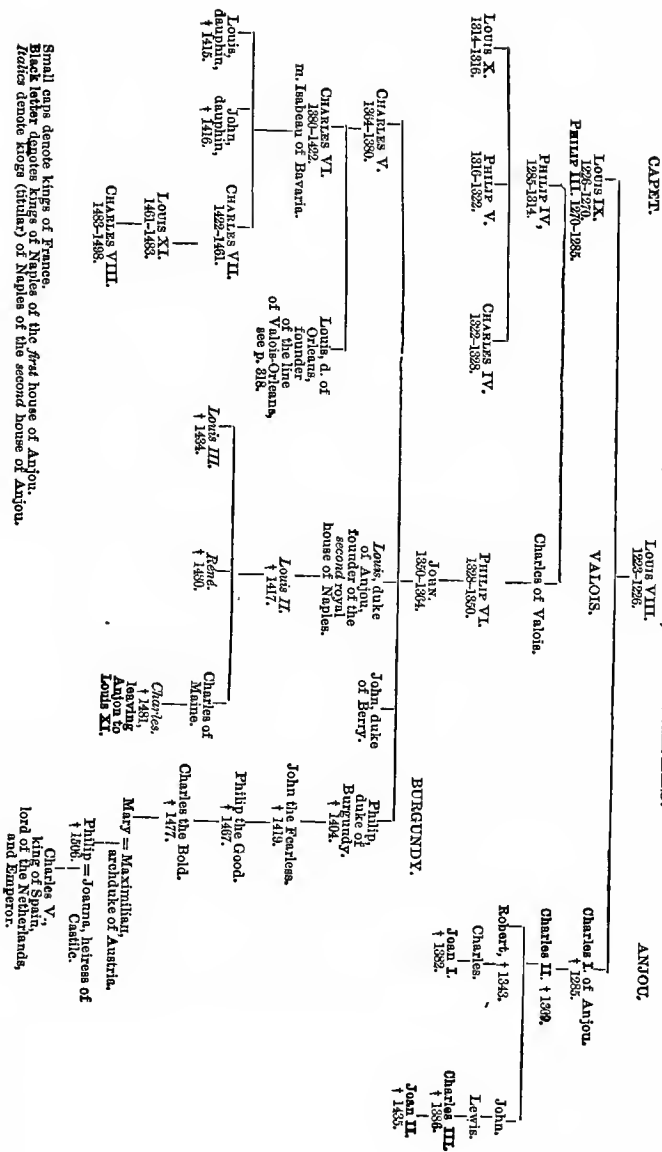 LOUIS VIII.
1223–1226.
CAPET.
VALOIS.
ANJOU.
LOUIS IX.
1226–1270.
PHILIP III. 1270–1285.
Charles I. of Anjou.
† 1285.
PHILIP IV,
1285–1314.
Charles of Valois.
Charles II. † 1309.
LOUIS X.
1314–1316.
PHILIP V.
1316–1322.
CHARLES IV.
1322–1328.
PHILIP VI.
1328–1350.
Robert, † 1343.
John.
JOHN.
1350–1364.
Charles.
Lewis.
BURGUNDY.
Joan I.
† 1382.
Charles III.
† 1386.
Joan II.
† 1435.
CHARLES V.
1364–1380.
Louis, duke
of Anjou,
founder of the
second royal
house of Naples.
John, duke
of Berry.
Philip,
duke of
Burgundy.
† 1404.
CHARLES VI.
1380–1422.
m. Isabeau of Bavaria.
Louis, d. of
Orleans,
founder
of the line
of Valois-Orleans,
see p. 318.
Louis II.
† 1417.
John the Fearless.
† 1419.
Louis,
dauphin,
† 1415.
John,
dauphin,
† 1416.
CHARLES VII.
1422–1461.
Louis III.
† 1434.
René.
† 1480.
Charles of
Maine.
Philip the Good.
† 1467.
LOUIS XI.
1461–1483.
Charles.
† 1481,
leaving
Anjou to
Louis XI.
Charles the Bold.
† 1477.
CHARLES VIII.
1483–1498.
Mary = Maximilian,
archduke of Austria.
Philip = Joanna, heiress of
† 1506. Castile.
Charles V.,
king of Spain,
lord of the Netherlands,
and Emperor.
Small caps denote kings of France.
Black letter denotes kings of Naples of the first house of Anjou.
Italics denote kings (titular) of Naples of the second house of Anjou.